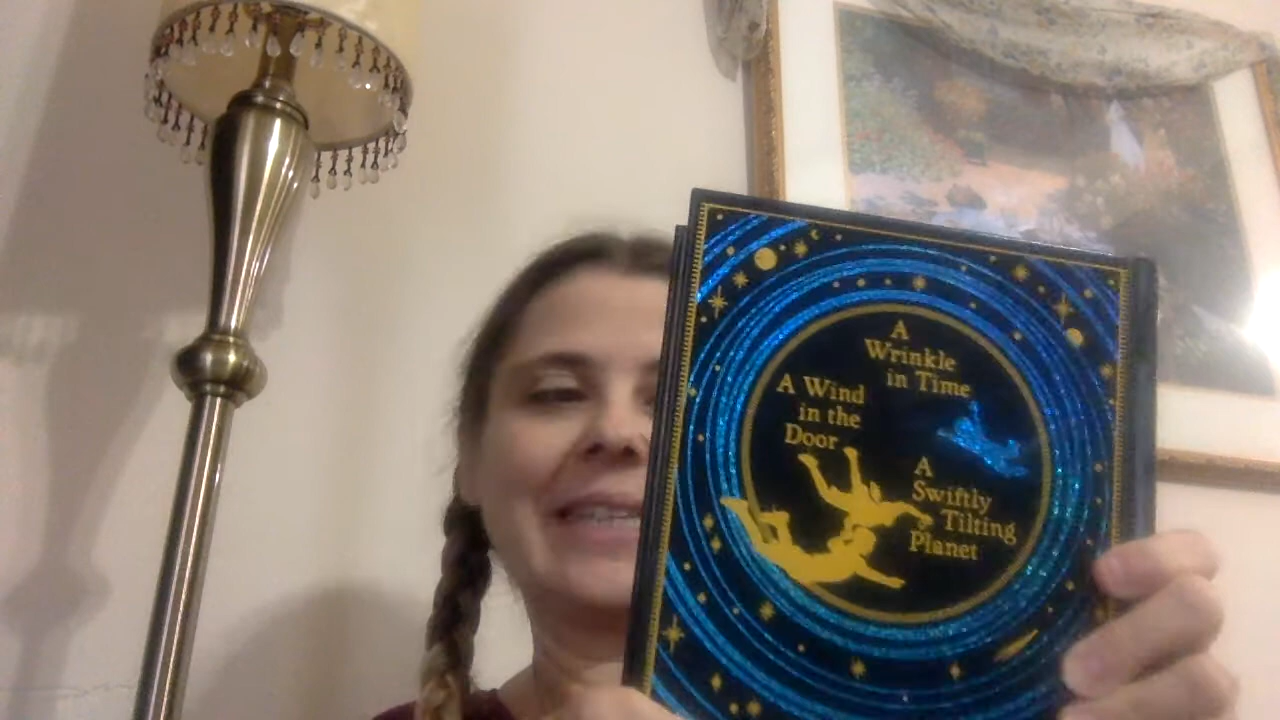 A
Wrinkle
in Time
A Wind
in the
Door
A
Swiftly
Tilting
Planet